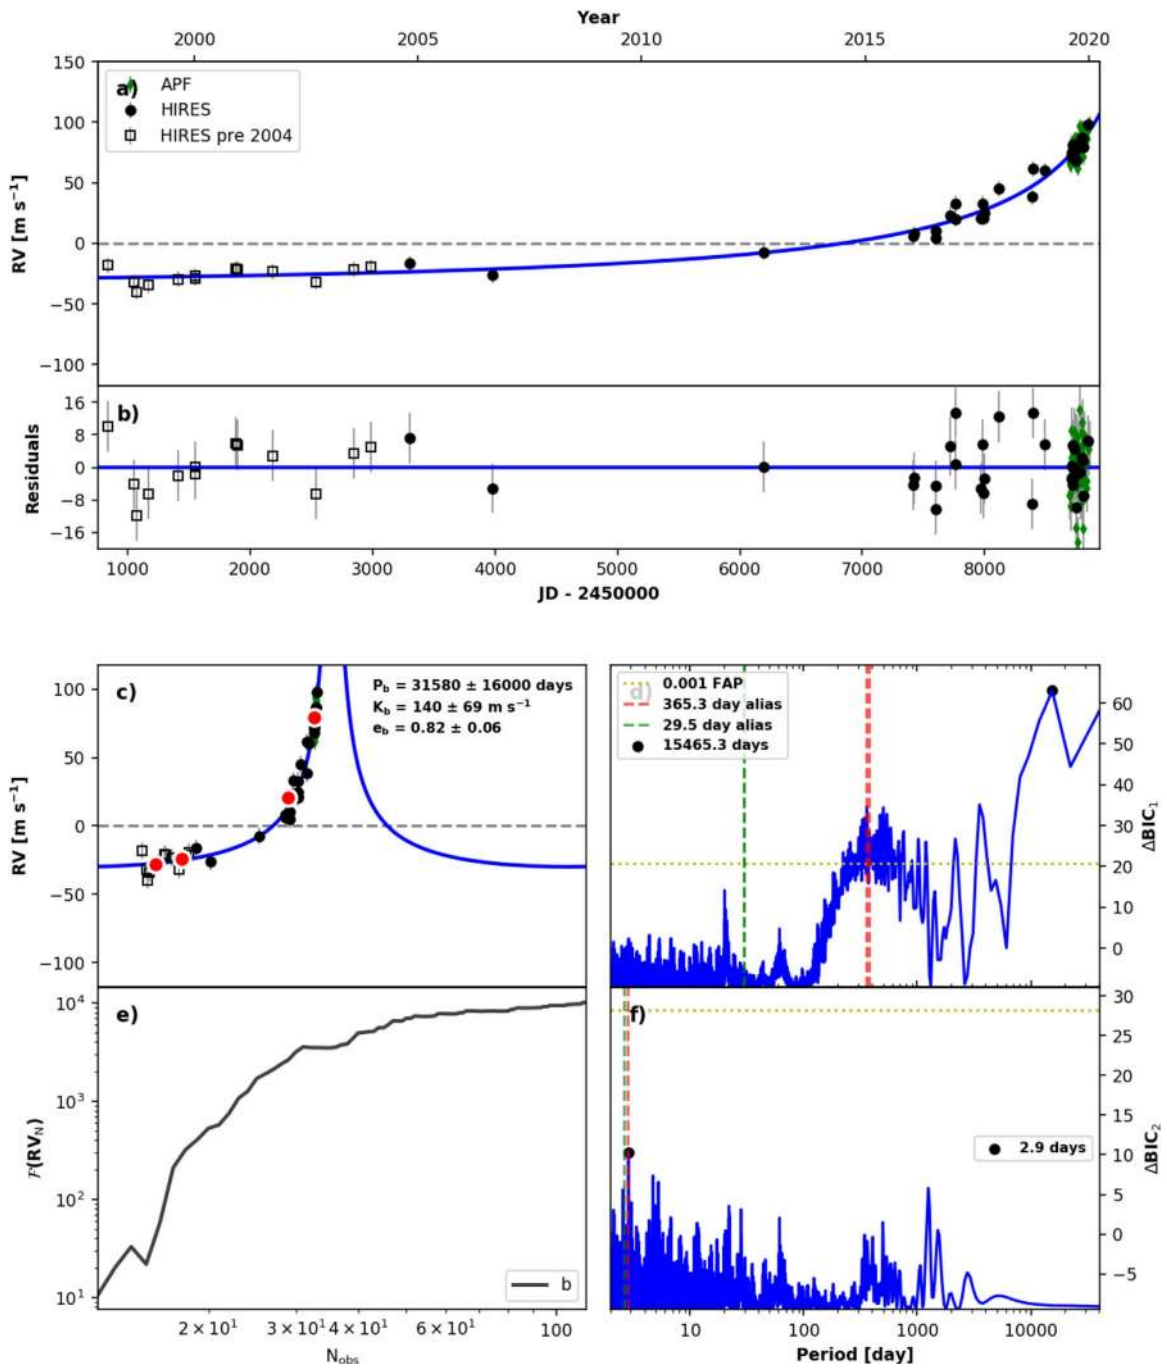 Year
2000 2005 2010 2015 2020
150
100
50
0
−50
−100
RV [m s⁻¹]
a)
APF
HIRES
HIRES pre 2004
16
8
0
−8
−16
Residuals
b)
1000 2000 3000 4000 5000 6000 7000 8000
JD - 2450000
c)
P_b = 31580 ± 16000 days
K_b = 140 ± 69 m s⁻¹
e_b = 0.82 ± 0.06
100
50
0
−50
−100
RV [m s⁻¹]
d)
0.001 FAP
365.3 day alias
29.5 day alias
15465.3 days
60
50
40
30
20
10
0
ΔBIC₁
e)
10⁴
10³
10²
10¹
F(RV_N)
b
2×10¹ 3×10¹ 4×10¹ 6×10¹ 100
N_obs
f)
2.9 days
30
25
20
15
10
5
0
−5
ΔBIC₂
10 100 1000 10000
Period [day]